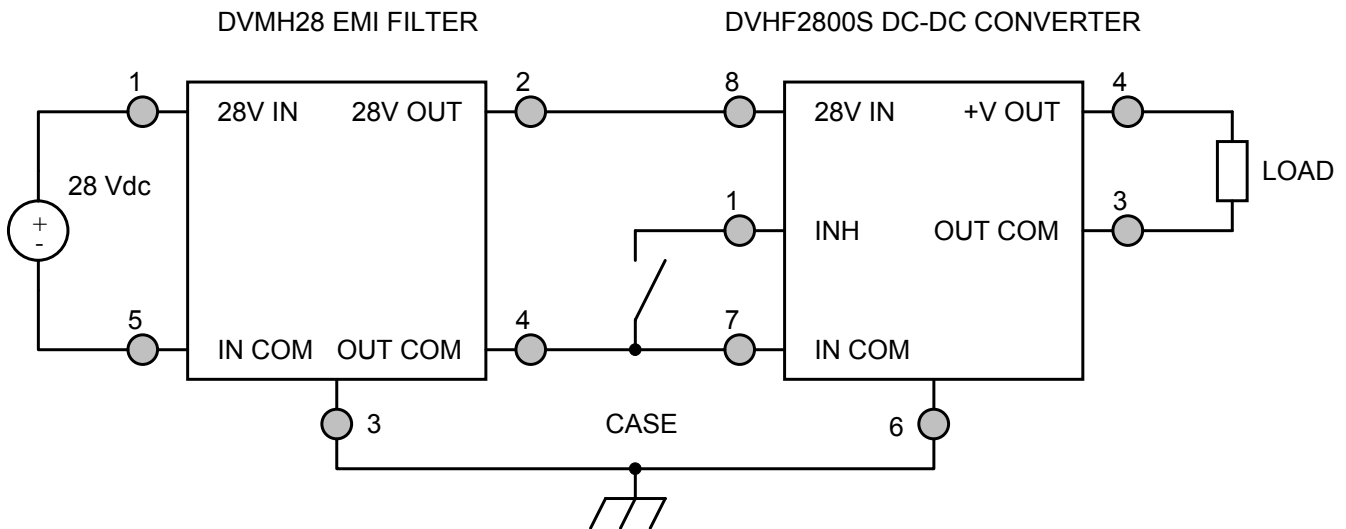 DVMH28 EMI FILTER
DVHF2800S DC-DC CONVERTER
1
2
8
4
28V IN
28V OUT
28V IN
+V OUT
28 Vdc
+
-
1
3
INH
OUT COM
LOAD
5
4
7
IN COM
OUT COM
IN COM
3
CASE
6